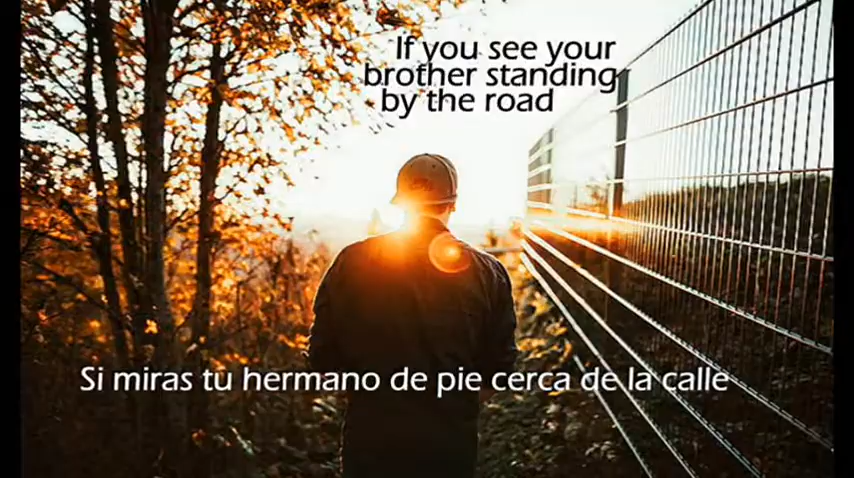 If you see your
brother standing
by the road
Si miras tu hermano de pie cerca de la calle